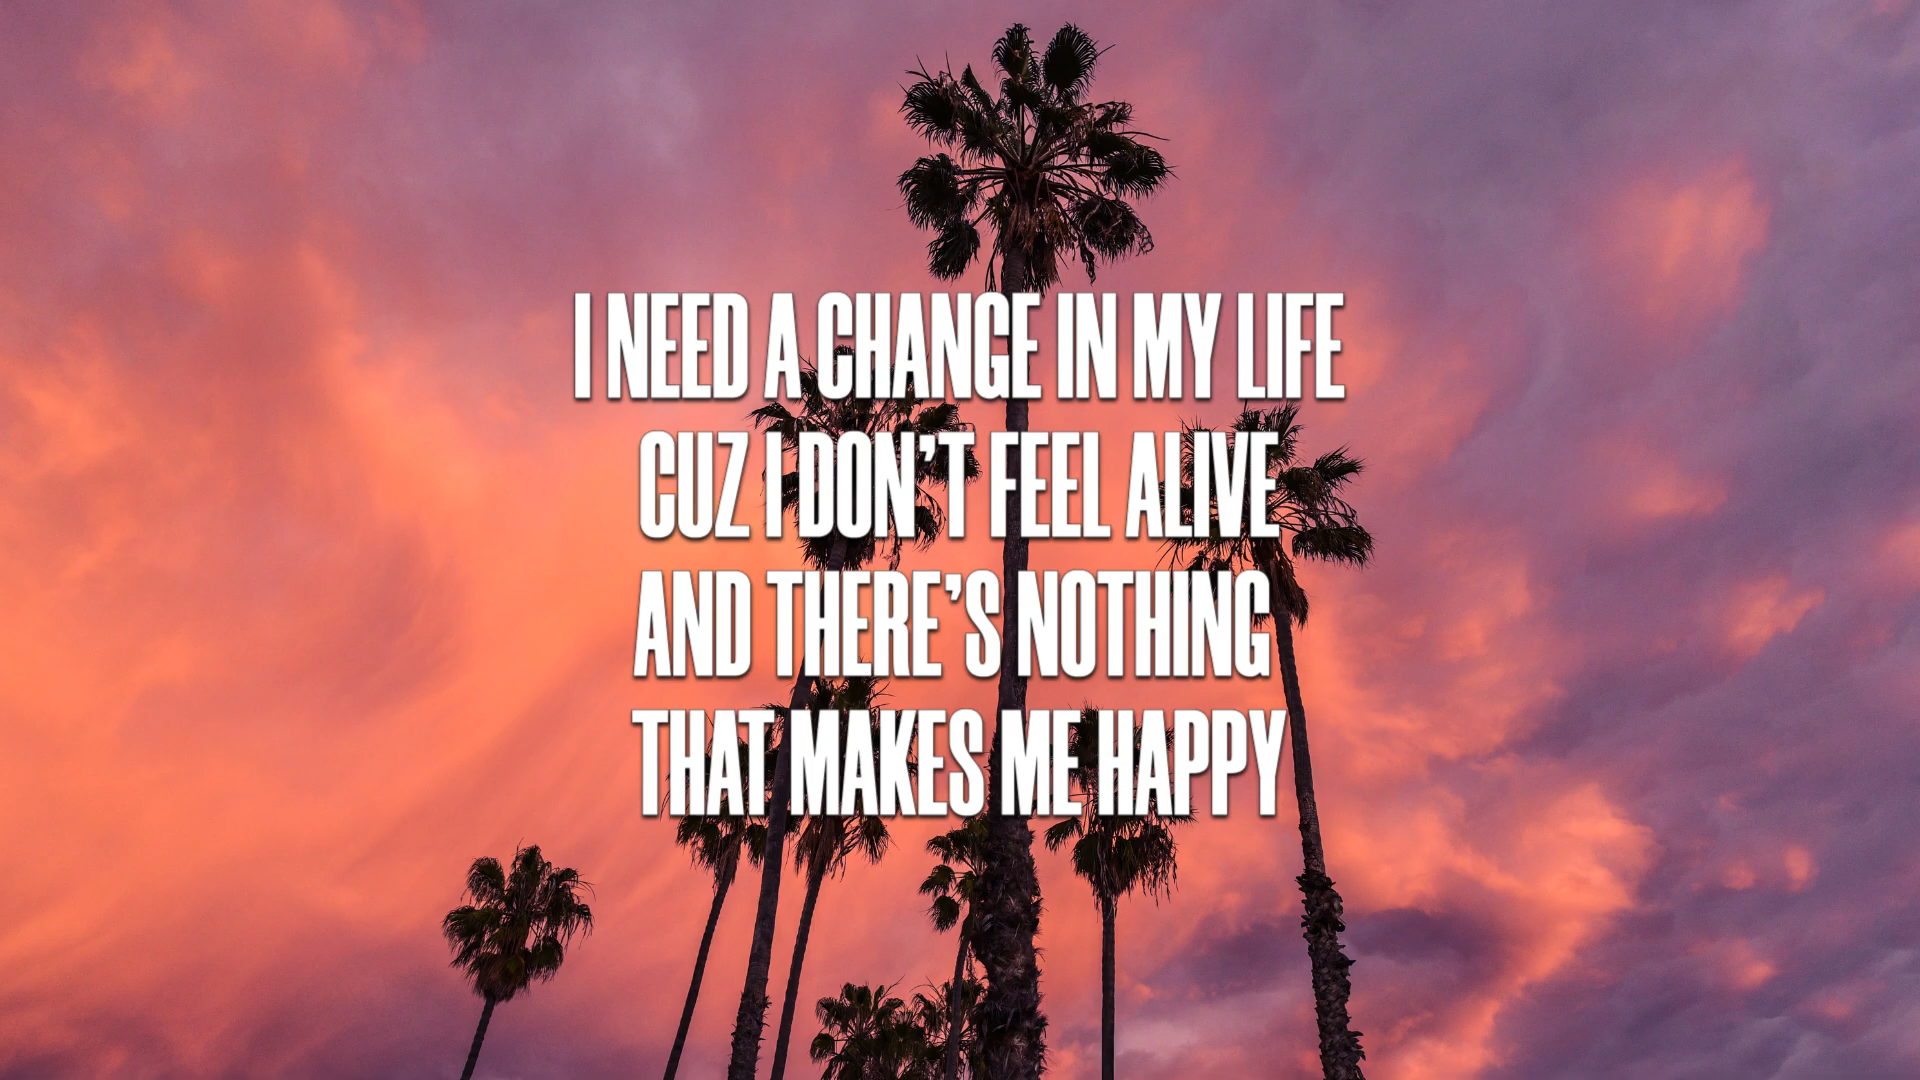 I NEED A CHANGE IN MY LIFE
CUZ I DON'T FEEL ALIVE
AND THERE'S NOTHING
THAT MAKES ME HAPPY